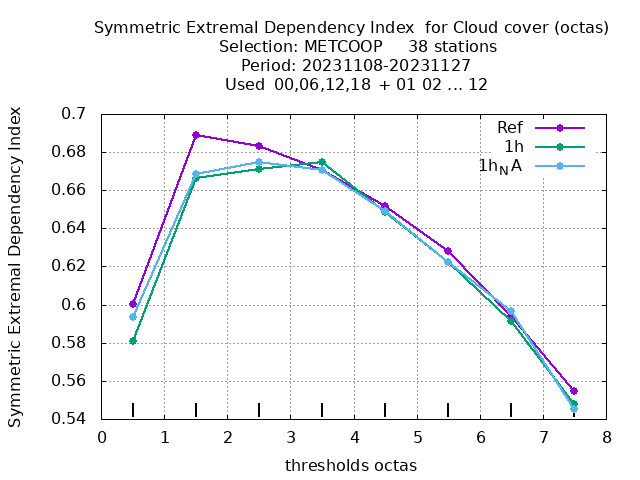 Symmetric Extremal Dependency Index  for Cloud cover (octas)
Selection: METCOOP     38 stations
Period: 20231108-20231127
Used  00,06,12,18  + 01 02 ... 12
Symmetric Extremal Dependency Index
0.7
0.68
0.66
0.64
0.62
0.6
0.58
0.56
0.54
Ref
1h
1h_NA
0 1 2 3 4 5 6 7 8
thresholds octas